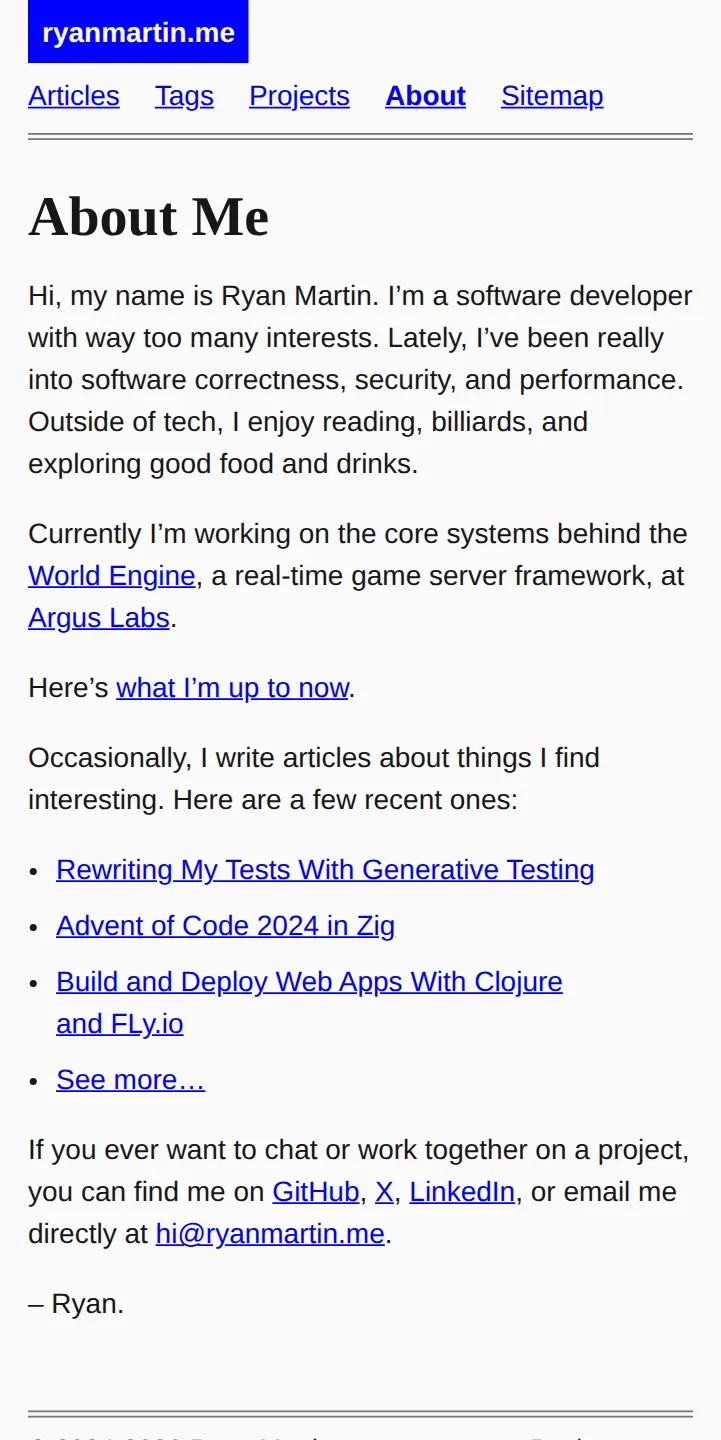 ryanmartin.me
Articles Tags Projects About Sitemap
About Me
Hi, my name is Ryan Martin. I’m a software developer
with way too many interests. Lately, I’ve been really
into software correctness, security, and performance.
Outside of tech, I enjoy reading, billiards, and
exploring good food and drinks.
Currently I’m working on the core systems behind the
World Engine, a real-time game server framework, at
Argus Labs.
Here’s what I’m up to now.
Occasionally, I write articles about things I find
interesting. Here are a few recent ones:
• Rewriting My Tests With Generative Testing
• Advent of Code 2024 in Zig
• Build and Deploy Web Apps With Clojure
and FLy.io
• See more…
If you ever want to chat or work together on a project,
you can find me on GitHub, X, LinkedIn, or email me
directly at hi@ryanmartin.me.
– Ryan.